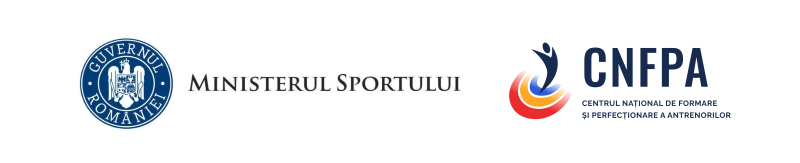 GUVERNUL ROMÂNIEI
MINISTERUL SPORTULUI
CNFPA
CENTRUL NAȚIONAL DE FORMARE
ȘI PERFECȚIONARE A ANTRENORILOR